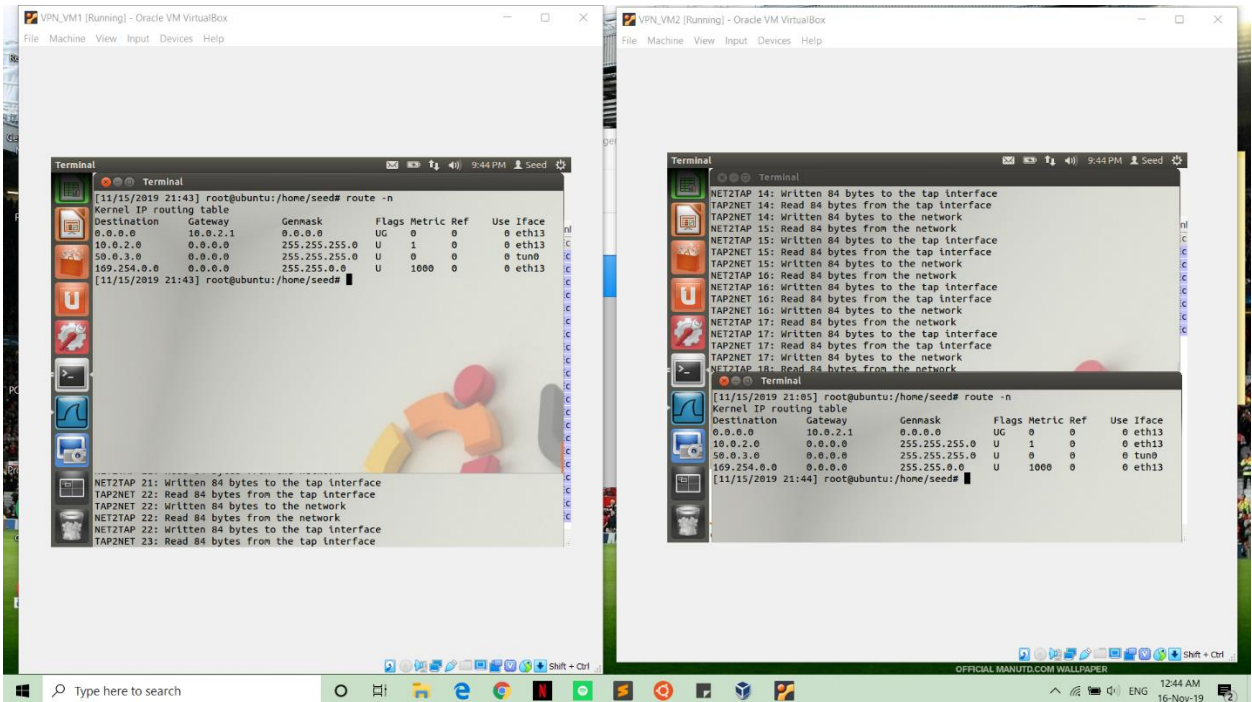 VPN_VM1 [Running] - Oracle VM VirtualBox
File Machine View Input Devices Help
Terminal
9:44 PM Seed
Terminal
[11/15/2019 21:43] root@ubuntu:/home/seed# route -n
Kernel IP routing table
Destination Gateway Genmask Flags Metric Ref Use Iface
0.0.0.0 10.0.2.1 0.0.0.0 UG 0 0 0 eth13
10.0.2.0 0.0.0.0 255.255.255.0 U 1 0 0 eth13
50.0.3.0 0.0.0.0 255.255.255.0 U 0 0 0 tun0
169.254.0.0 0.0.0.0 255.255.0.0 U 1000 0 0 eth13
[11/15/2019 21:43] root@ubuntu:/home/seed#
NET2TAP 21: Written 84 bytes to the tap interface
TAP2NET 22: Read 84 bytes from the tap interface
TAP2NET 22: Written 84 bytes to the network
NET2TAP 22: Read 84 bytes from the network
NET2TAP 22: Written 84 bytes to the tap interface
TAP2NET 23: Read 84 bytes from the tap interface
Shift + Ctrl
VPN_VM2 [Running] - Oracle VM VirtualBox
File Machine View Input Devices Help
Terminal
9:44 PM Seed
Terminal
NET2TAP 14: Written 84 bytes to the tap interface
TAP2NET 14: Read 84 bytes from the tap interface
TAP2NET 14: Written 84 bytes to the network
NET2TAP 15: Read 84 bytes from the network
NET2TAP 15: Written 84 bytes to the tap interface
TAP2NET 15: Read 84 bytes from the tap interface
TAP2NET 15: Written 84 bytes to the network
NET2TAP 16: Read 84 bytes from the network
NET2TAP 16: Written 84 bytes to the tap interface
TAP2NET 16: Read 84 bytes from the tap interface
TAP2NET 16: Written 84 bytes to the network
NET2TAP 17: Read 84 bytes from the network
NET2TAP 17: Written 84 bytes to the tap interface
TAP2NET 17: Read 84 bytes from the tap interface
TAP2NET 17: Written 84 bytes to the network
NET2TAP 18: Read 84 bytes from the network
Terminal
[11/15/2019 21:05] root@ubuntu:/home/seed# route -n
Kernel IP routing table
Destination Gateway Genmask Flags Metric Ref Use Iface
0.0.0.0 10.0.2.1 0.0.0.0 UG 0 0 0 eth13
10.0.2.0 0.0.0.0 255.255.255.0 U 1 0 0 eth13
50.0.3.0 0.0.0.0 255.255.255.0 U 0 0 0 tun0
169.254.0.0 0.0.0.0 255.255.0.0 U 1000 0 0 eth13
[11/15/2019 21:44] root@ubuntu:/home/seed#
Shift + Ctrl
OFFICIAL MANUTD.COM WALLPAPER
Type here to search
ENG
12:44 AM
16-Nov-19
2